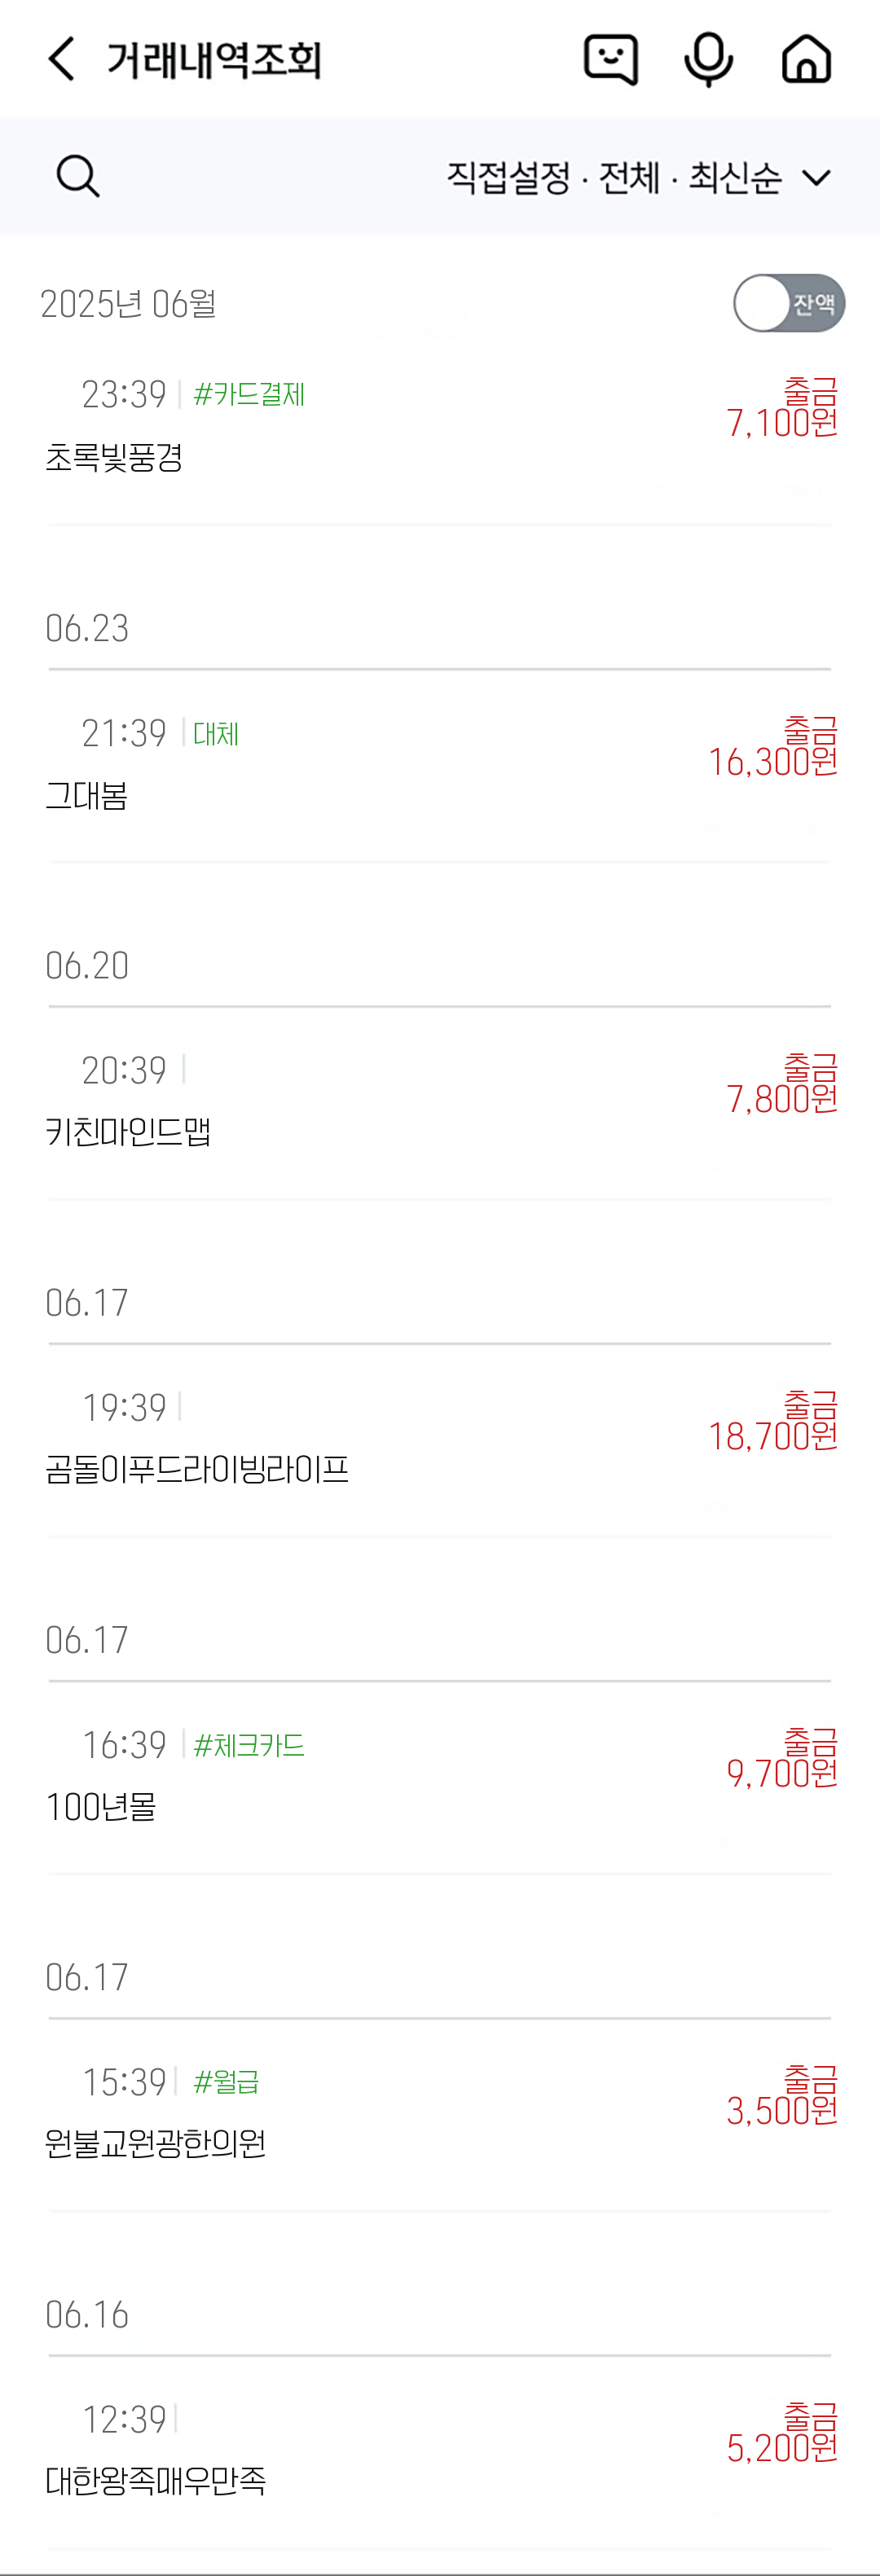 거래내역조회
직접설정 · 전체 · 최신순
2025년 06월
잔액
23:39 #카드결제
출금
7,100원
초록빛풍경
06.23
21:39 대체
출금
16,300원
그대봄
06.20
20:39
출금
7,800원
키친마인드맵
06.17
19:39
출금
18,700원
곰돌이푸드라이빙라이프
06.17
16:39 #체크카드
출금
9,700원
100년몰
06.17
15:39 #월급
출금
3,500원
원불교원광한의원
06.16
12:39
출금
5,200원
대한왕족매우만족